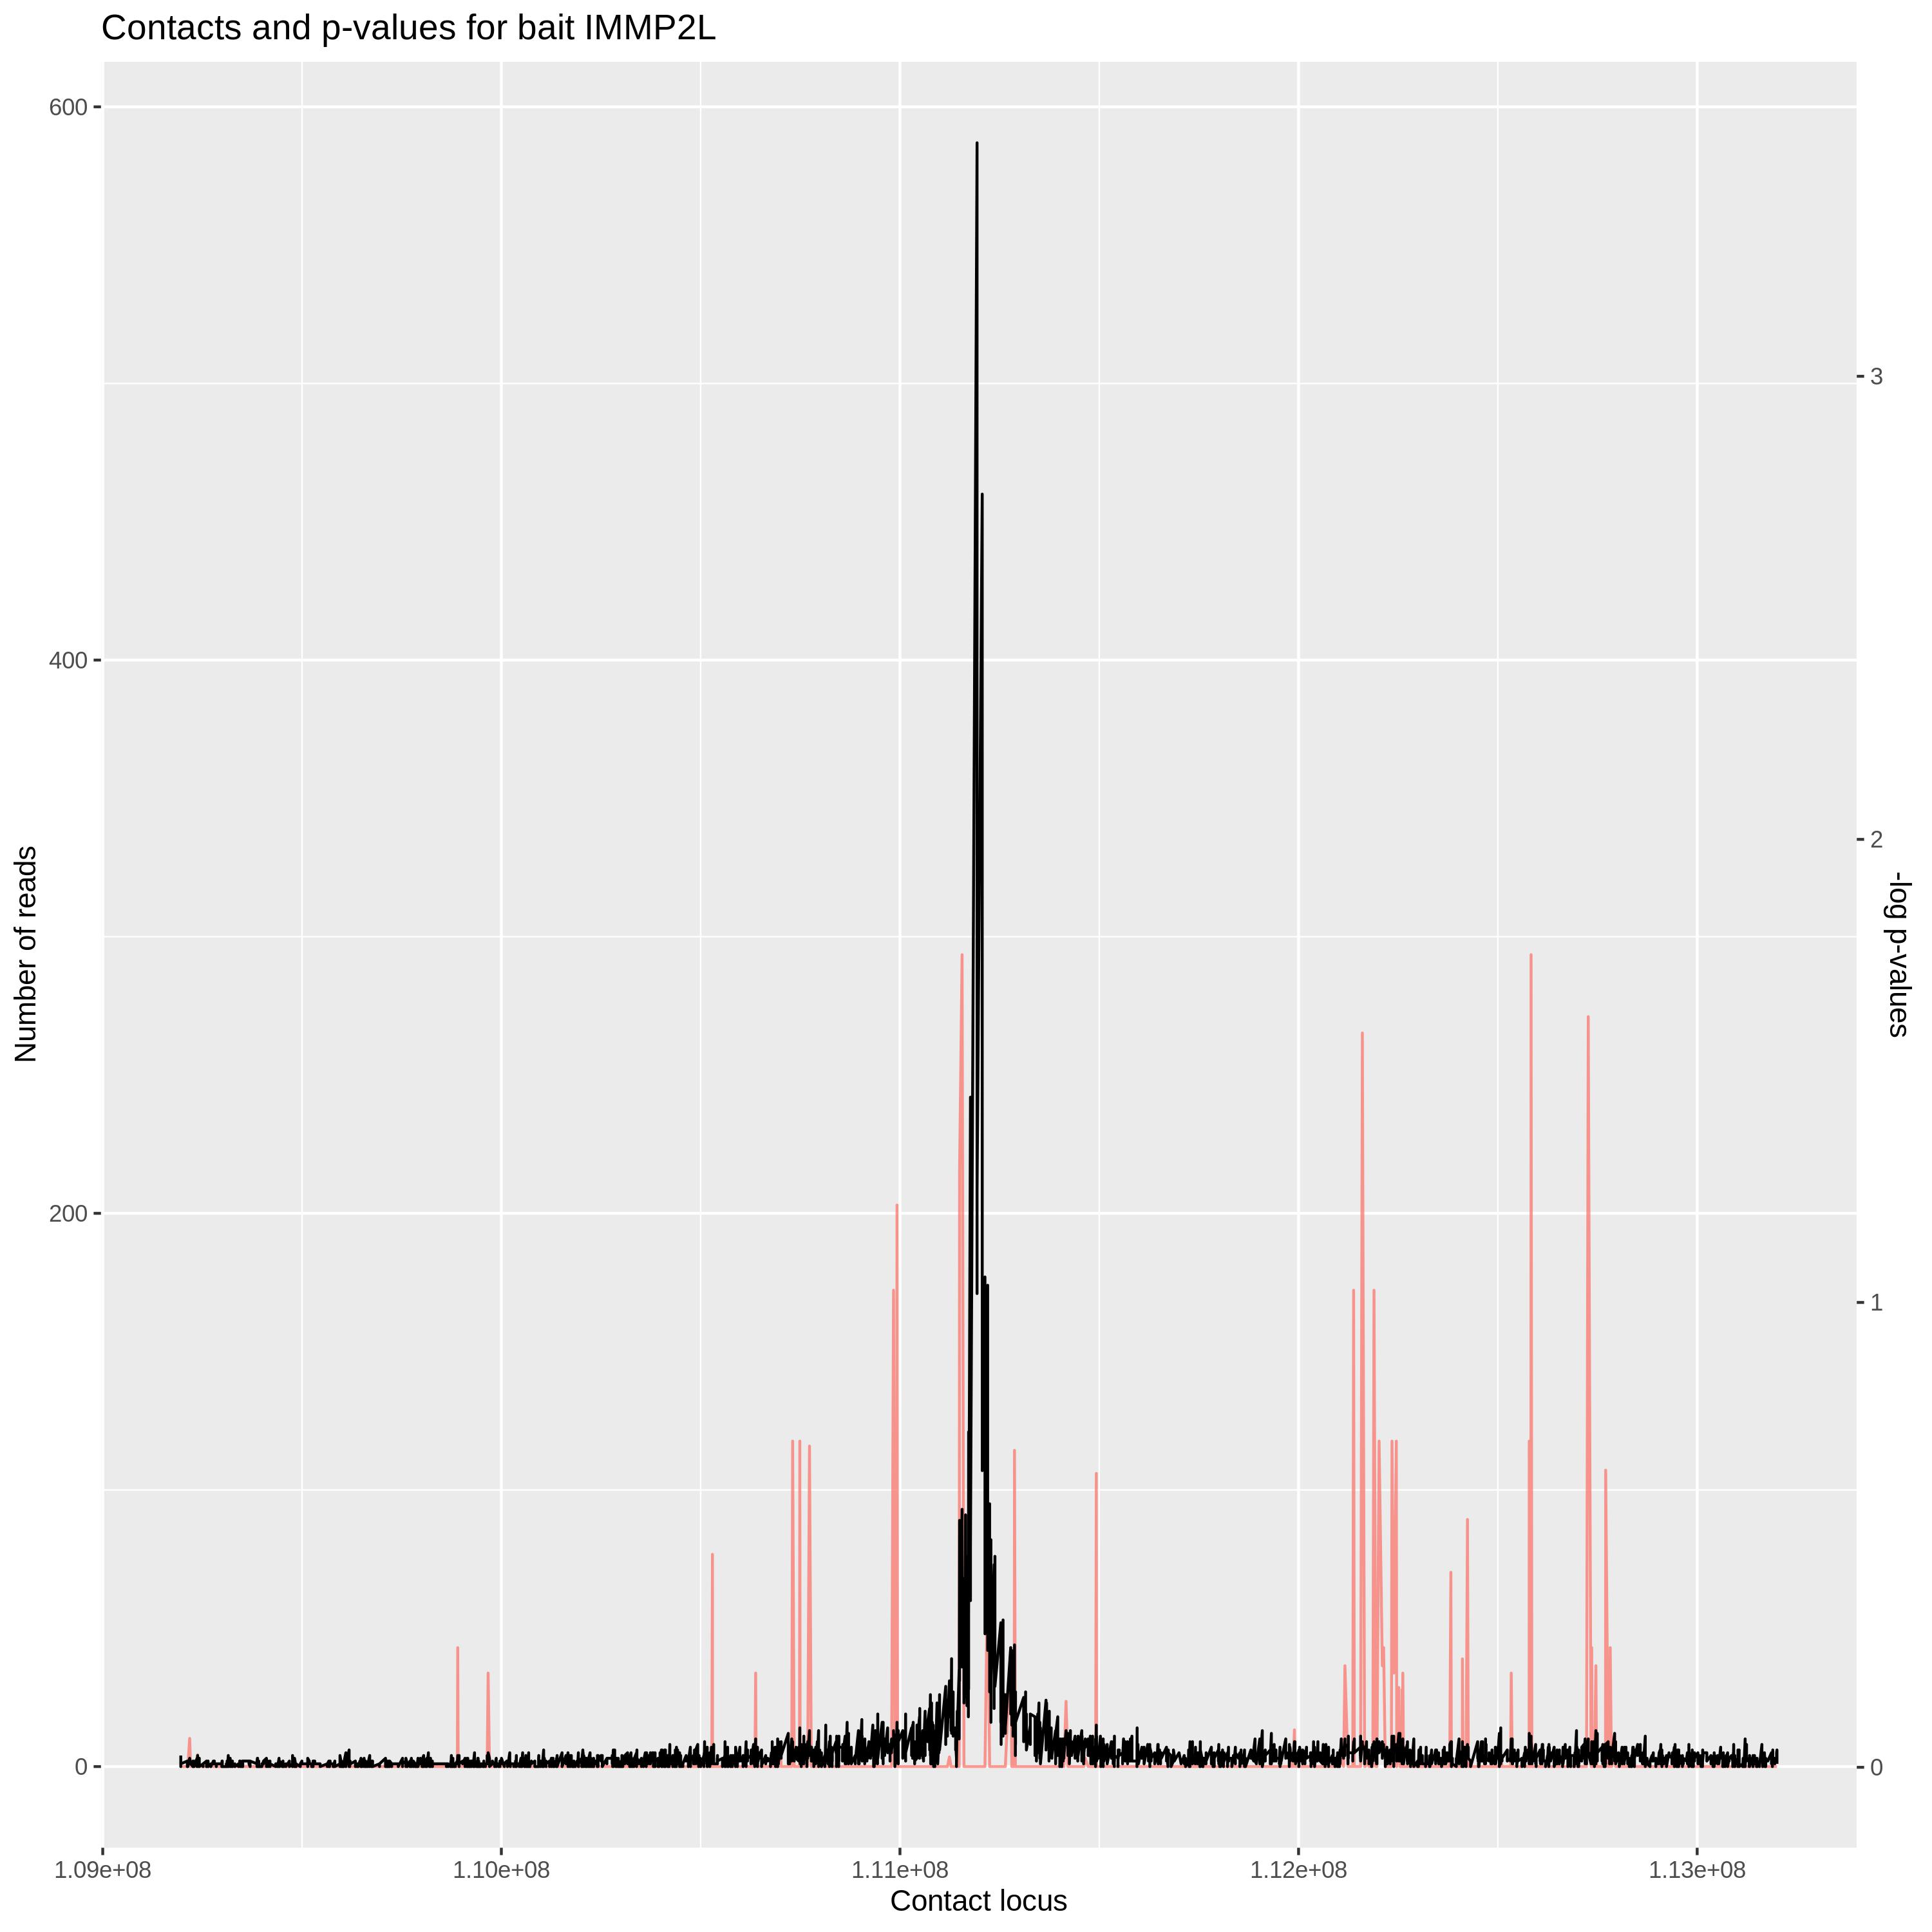 Contacts and p-values for bait IMMP2L
600
400
200
0
Number of reads
3
2
1
0
-log p-values
1.09e+08
1.10e+08
1.11e+08
1.12e+08
1.13e+08
Contact locus